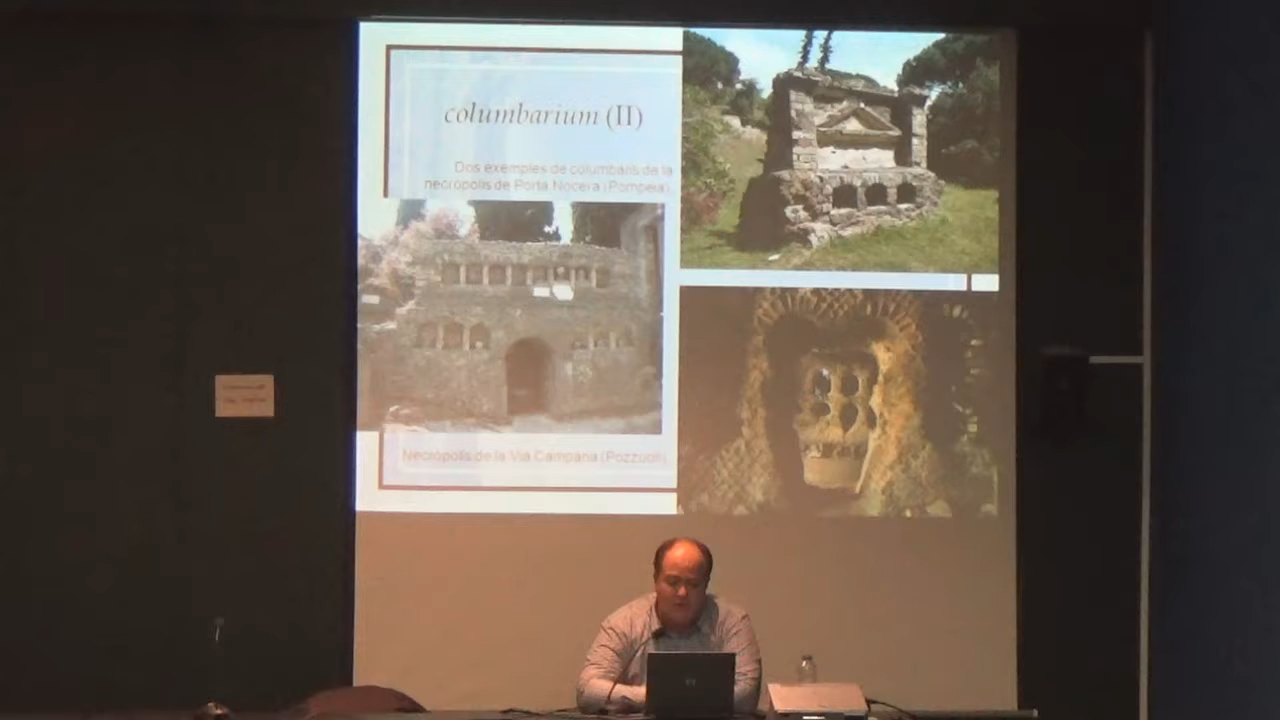 columbarium (II)
Dos exemples de columbaris de la
necròpolis de Porta Nocera (Pompeia)
Necròpolis de la Via Campana (Pozzuoli)